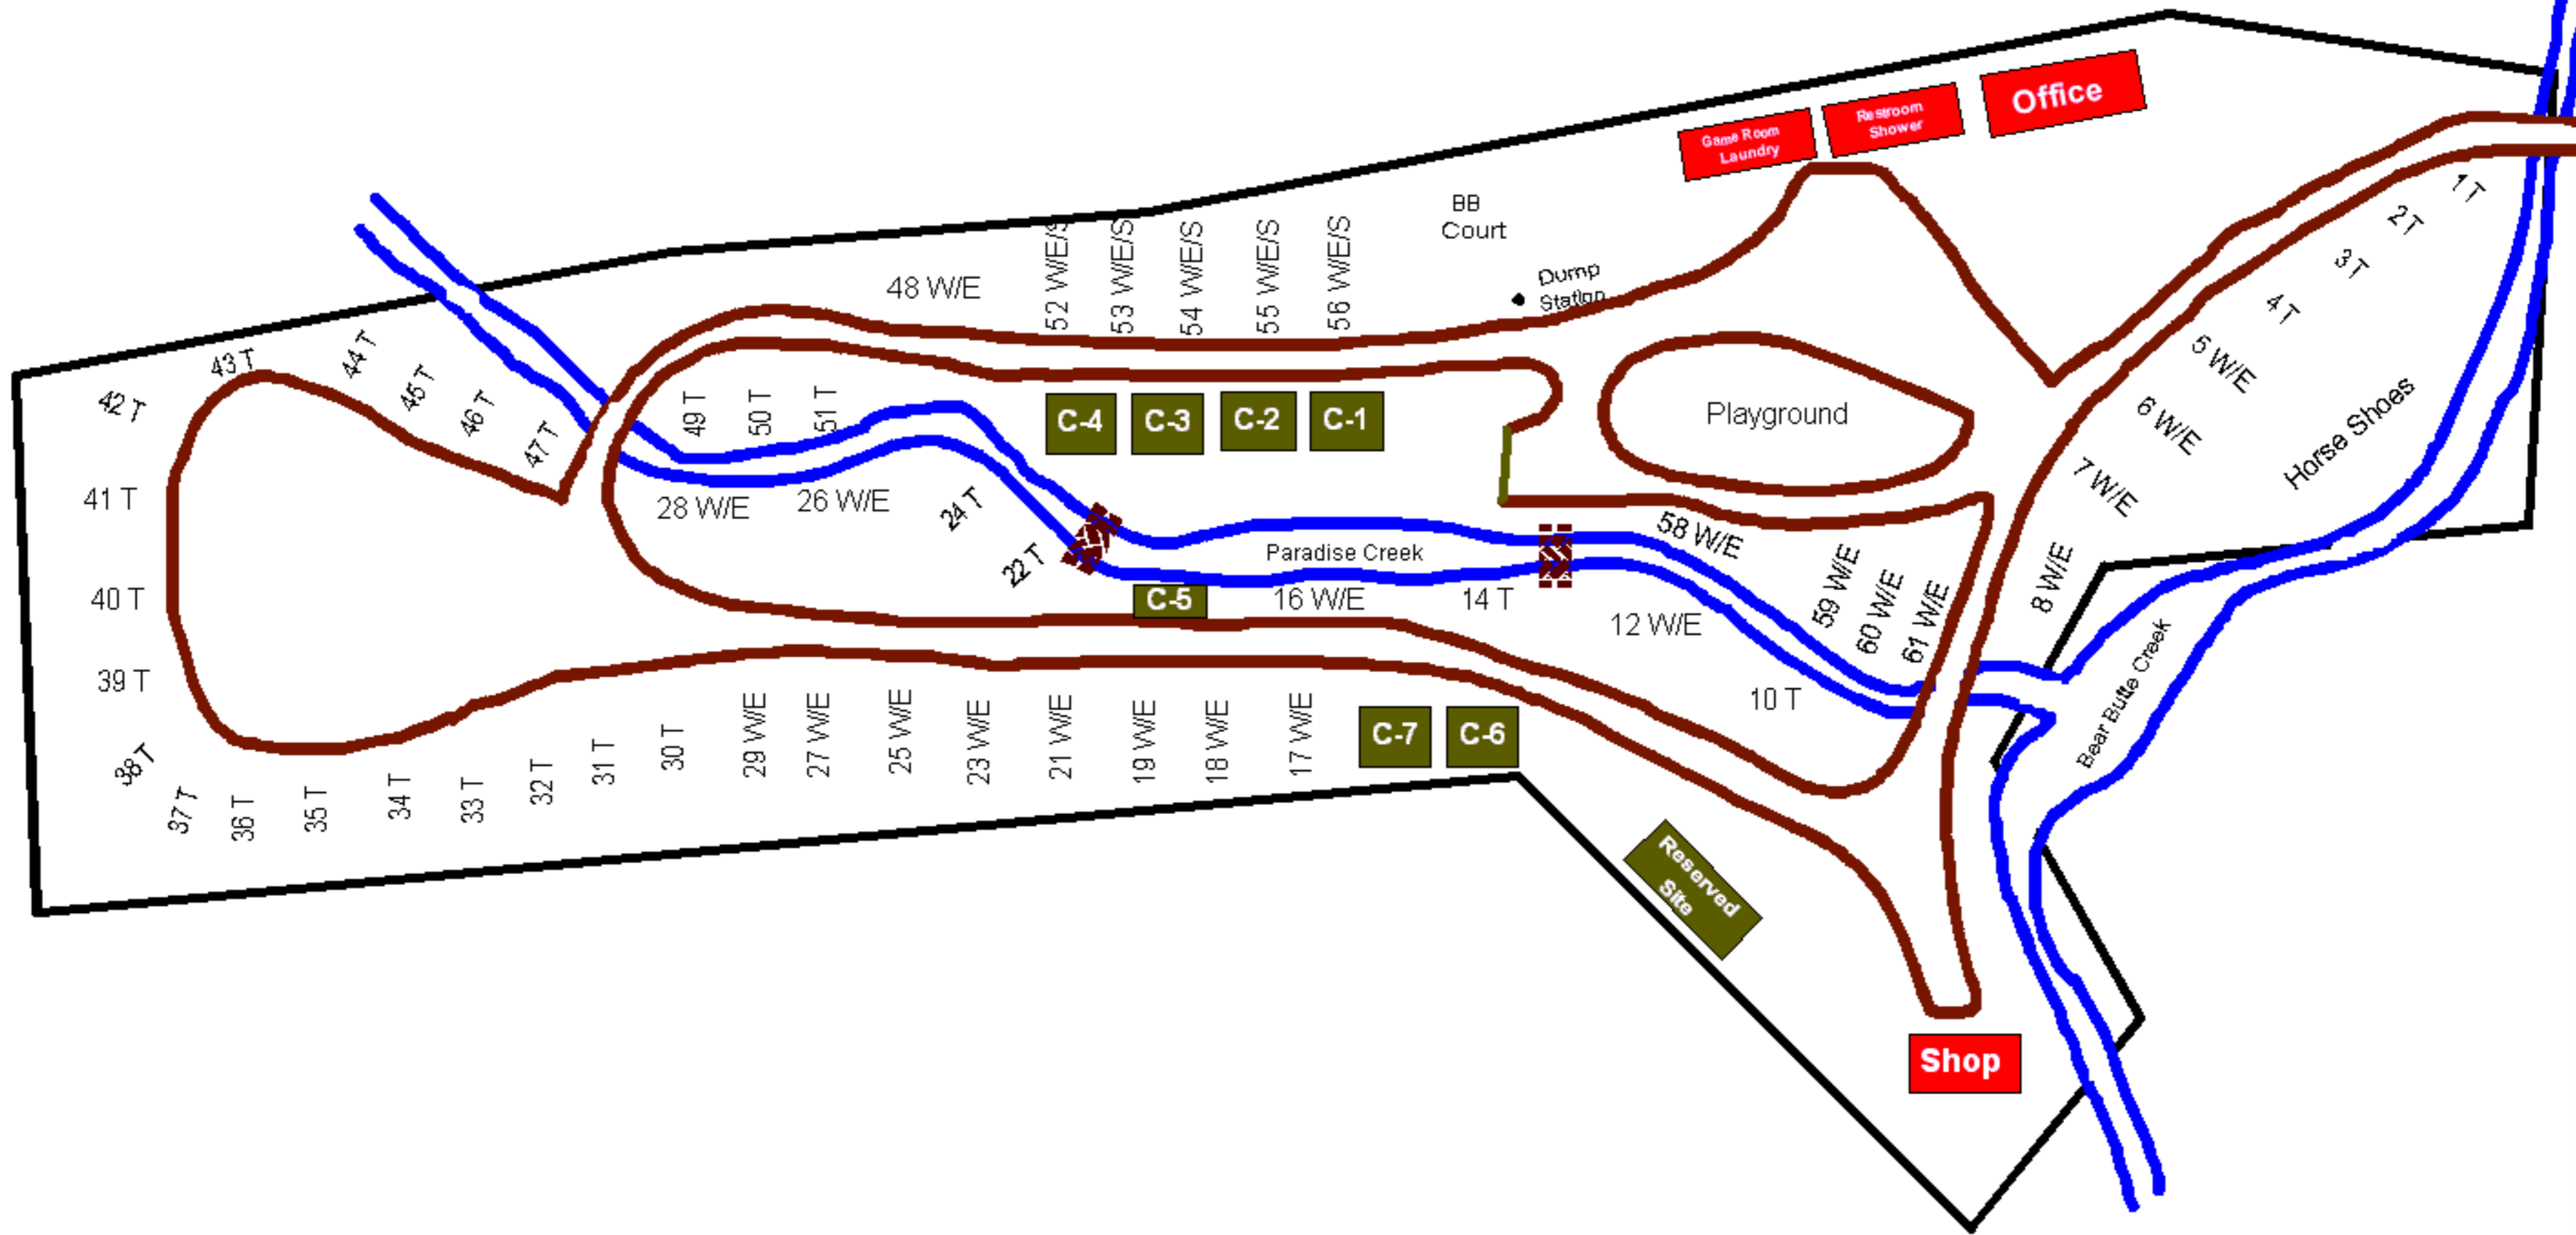 Office
Restroom
Shower
Game Room
Laundry
BB
Court
Dump
Station
1 T
2 T
3 T
4 T
5 W/E
6 W/E
7 W/E
8 W/E
Horse Shoes
Playground
48 W/E
52 W/E/S
53 W/E/S
54 W/E/S
55 W/E/S
56 W/E/S
C-4
C-3
C-2
C-1
42 T
43 T
44 T
45 T
46 T
47 T
49 T
50 T
51 T
41 T
28 W/E
26 W/E
24 T
22 T
Paradise Creek
58 W/E
59 W/E
60 W/E
61 W/E
40 T
C-5
16 W/E
14 T
12 W/E
10 T
Bear Butte Creek
39 T
38 T
37 T
36 T
35 T
34 T
33 T
32 T
31 T
30 T
29 W/E
27 W/E
25 W/E
23 W/E
21 W/E
19 W/E
18 W/E
17 W/E
C-7
C-6
Reserved
Site
Shop